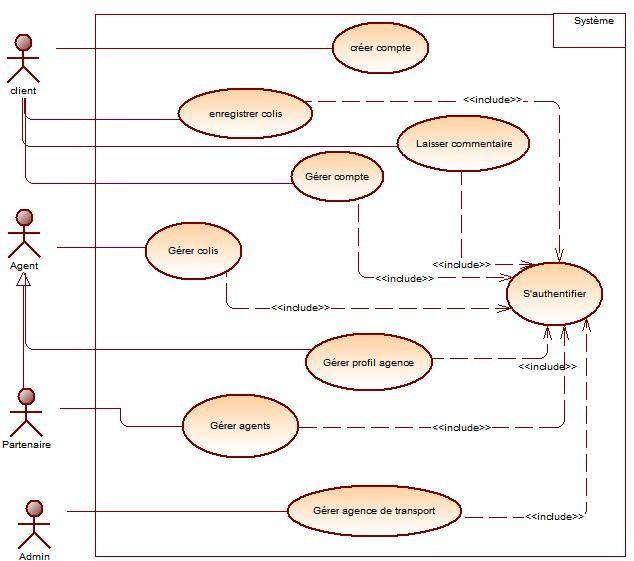 Système
créer compte
client
enregistrer colis
<<include>>
Laisser commentaire
Gérer compte
Agent
Gérer colis
<<include>>
<<include>>
S'authentifier
<<include>>
Gérer profil agence
<<include>>
Partenaire
Gérer agents
<<include>>
Admin
Gérer agence de transport
<<include>>